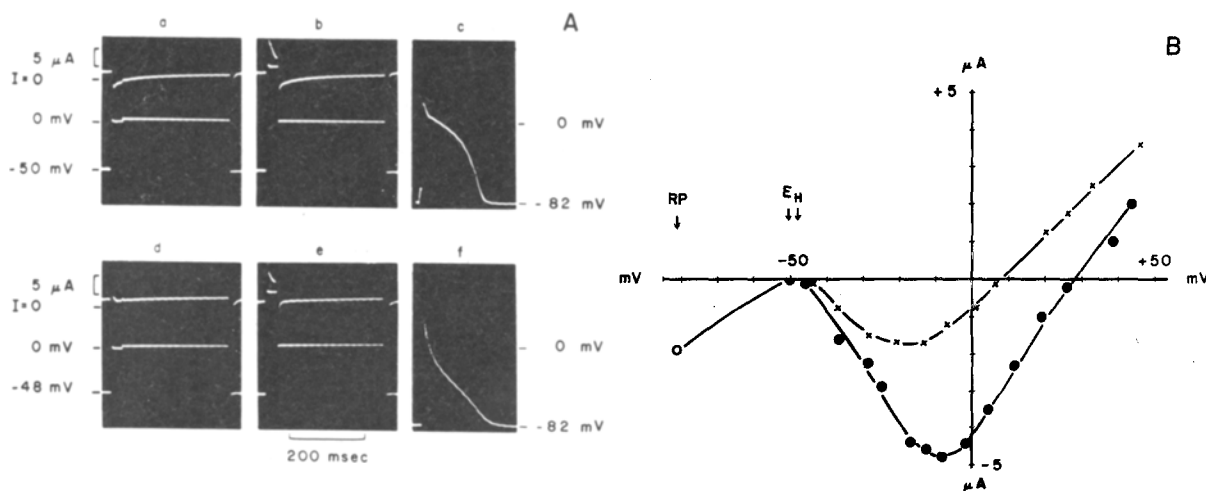 A
a b c
5 μA
I=0
0 mV
-50 mV
0 mV
-82 mV
d e f
5 μA
I=0
0 mV
-48 mV
0 mV
-82 mV
200 msec
B
μA
+5
RP
E_H
-50
+50
mV
mV
-5
μA